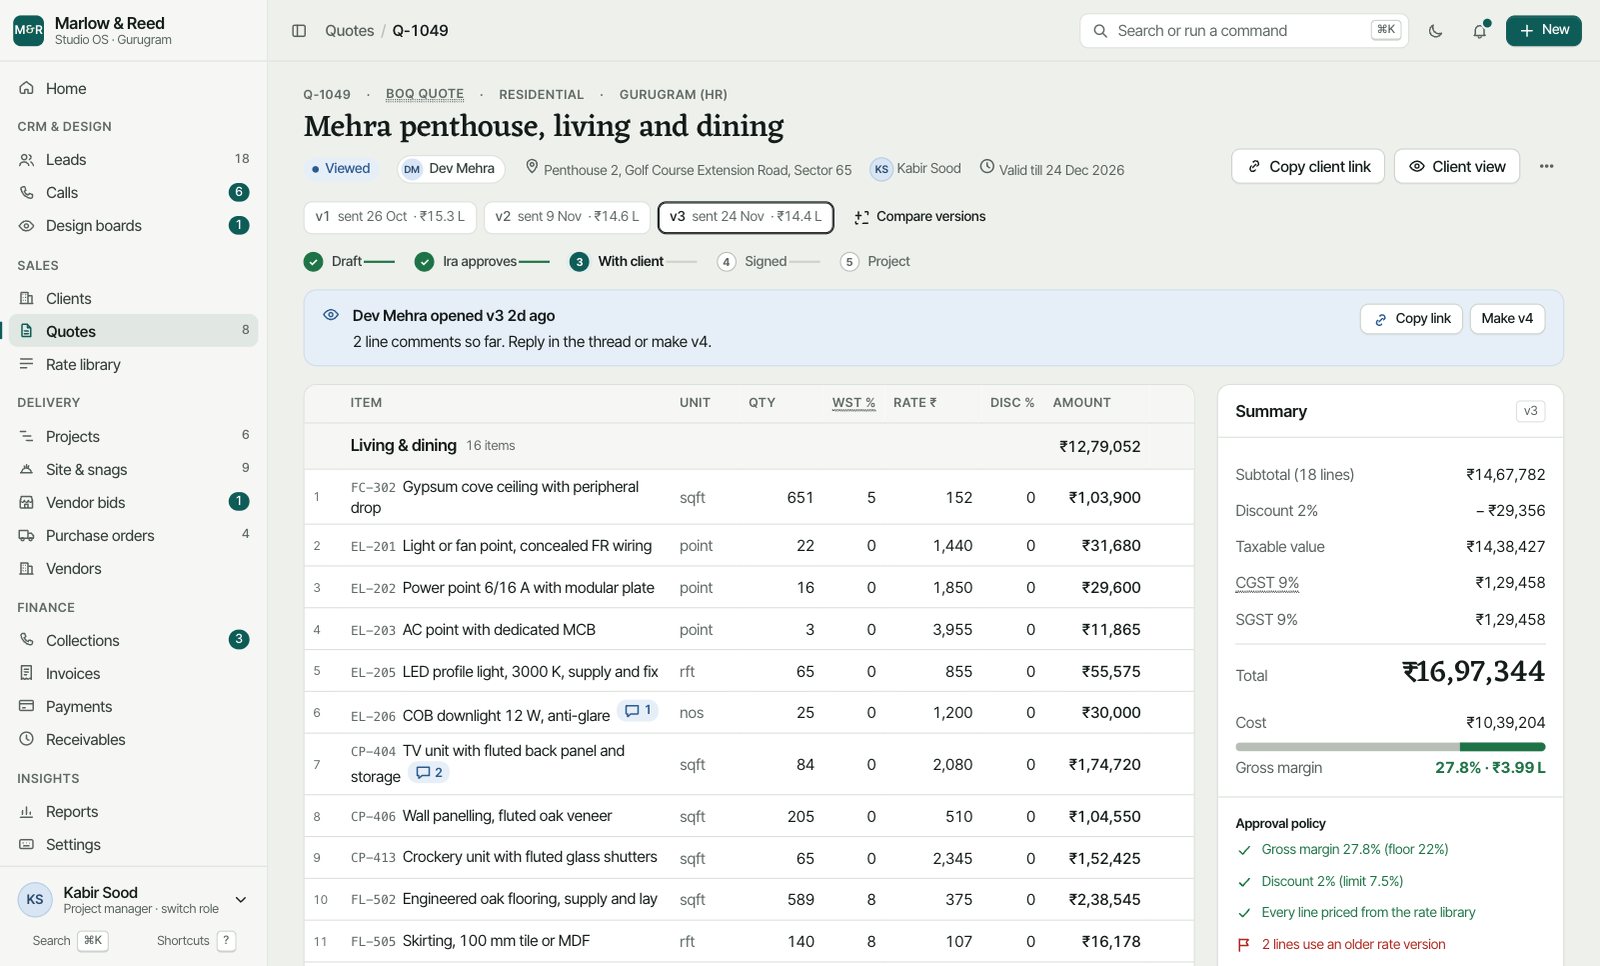 M&R
Marlow & Reed
Studio OS · Gurugram
Home
CRM & DESIGN
Leads 18
Calls 6
Design boards 1
SALES
Clients
Quotes 8
Rate library
DELIVERY
Projects 6
Site & snags 9
Vendor bids 1
Purchase orders 4
Vendors
FINANCE
Collections 3
Invoices
Payments
Receivables
INSIGHTS
Reports
Settings
KS
Kabir Sood
Project manager · switch role
Search ⌘K Shortcuts ?
Quotes / Q-1049
Search or run a command ⌘K
New
Q-1049 · BOQ QUOTE · RESIDENTIAL · GURUGRAM (HR)
Mehra penthouse, living and dining
Viewed DM Dev Mehra Penthouse 2, Golf Course Extension Road, Sector 65 KS Kabir Sood Valid till 24 Dec 2026
Copy client link Client view
v1 sent 26 Oct · ₹15.3 L v2 sent 9 Nov · ₹14.6 L v3 sent 24 Nov · ₹14.4 L Compare versions
Draft Ira approves 3 With client 4 Signed 5 Project
Dev Mehra opened v3 2d ago
2 line comments so far. Reply in the thread or make v4.
Copy link Make v4
ITEM UNIT QTY WST % RATE ₹ DISC % AMOUNT
Living & dining 16 items ₹12,79,052
1 FC-302 Gypsum cove ceiling with peripheral
drop sqft 651 5 152 0 ₹1,03,900
2 EL-201 Light or fan point, concealed FR wiring point 22 0 1,440 0 ₹31,680
3 EL-202 Power point 6/16 A with modular plate point 16 0 1,850 0 ₹29,600
4 EL-203 AC point with dedicated MCB point 3 0 3,955 0 ₹11,865
5 EL-205 LED profile light, 3000 K, supply and fix rft 65 0 855 0 ₹55,575
6 EL-206 COB downlight 12 W, anti-glare 1 nos 25 0 1,200 0 ₹30,000
7 CP-404 TV unit with fluted back panel and
storage 2 sqft 84 0 2,080 0 ₹1,74,720
8 CP-406 Wall panelling, fluted oak veneer sqft 205 0 510 0 ₹1,04,550
9 CP-413 Crockery unit with fluted glass shutters sqft 65 0 2,345 0 ₹1,52,425
10 FL-502 Engineered oak flooring, supply and lay sqft 589 8 375 0 ₹2,38,545
11 FL-505 Skirting, 100 mm tile or MDF rft 140 8 107 0 ₹16,178
Summary v3
Subtotal (18 lines) ₹14,67,782
Discount 2% − ₹29,356
Taxable value ₹14,38,427
CGST 9% ₹1,29,458
SGST 9% ₹1,29,458
Total ₹16,97,344
Cost ₹10,39,204
Gross margin 27.8% · ₹3.99 L
Approval policy
Gross margin 27.8% (floor 22%)
Discount 2% (limit 7.5%)
Every line priced from the rate library
2 lines use an older rate version